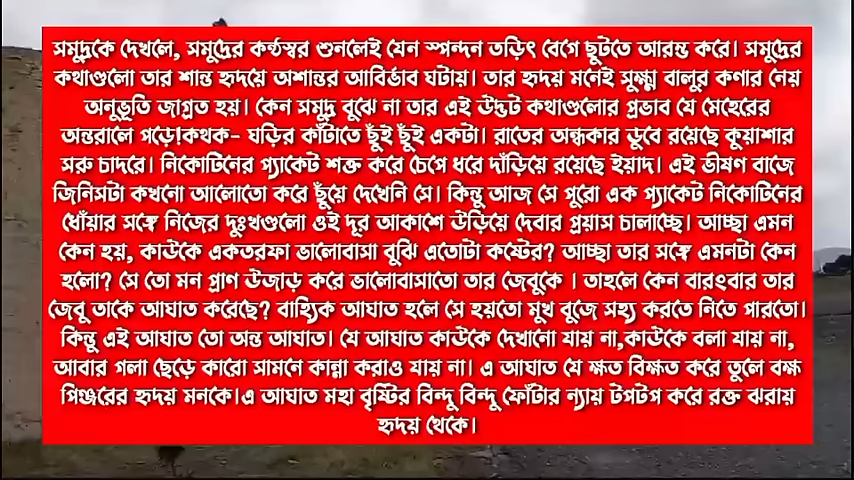 সমুদ্রকে দেখলে, সমুদ্রের কন্ঠস্বর শুনলেই যেন স্পন্দন তড়িৎ বেগে ছুটতে আরম্ভ করে। সমুদ্রের
কথাগুলো তার শান্ত হৃদয়ে অশান্তর আবির্ভাব ঘটায়। তার হৃদয় মনেই সুক্ষ্ম বালুর কণার নেয়
অনুভূতি জাগ্রত হয়। কেন সমুদ্র বুঝে না তার এই উদ্ভট কথাগুলোর প্রভাব যে মেহেরের
অন্তরালে পড়ে!কথক- ঘড়ির কাঁটাতে ছুঁই ছুঁই একটা। রাতের অন্ধকার ডুবে রয়েছে কুয়াশার
সরু চাদরে। নিকোটিনের প্যাকেট শক্ত করে চেপে ধরে দাঁড়িয়ে রয়েছে ইয়াদ। এই ভীষণ বাজে
জিনিসটা কখনো আলোতো করে ছুঁয়ে দেখেনি সে। কিন্তু আজ সে পুরো এক প্যাকেট নিকোটিনের
ধোঁয়ার সঙ্গে নিজের দুঃখগুলো ওই দূর আকাশে উড়িয়ে দেবার প্রয়াস চালাচ্ছে। আচ্ছা এমন
কেন হয়, কাউকে একতরফা ভালোবাসা বুঝি এতোটা কষ্টের? আচ্ছা তার সঙ্গে এমনটা কেন
হলো? সে তো মন প্রাণ উজাড় করে ভালোবাসাতো তার জেবুকে । তাহলে কেন বারংবার তার
জেবু তাকে আঘাত করেছে? বাহ্যিক আঘাত হলে সে হয়তো মুখ বুজে সহ্য করতে নিতে পারতো।
কিন্তু এই আঘাত তো অন্ত আঘাত। যে আঘাত কাউকে দেখানো যায় না,কাউকে বলা যায় না,
আবার গলা ছেড়ে কারো সামনে কান্না করাও যায় না। এ আঘাত যে ক্ষত বিক্ষত করে তুলে বক্ষ
পিঞ্জরের হৃদয় মনকে।এ আঘাত মহা বৃষ্টির বিন্দু বিন্দু ফোঁটার ন্যায় টপটপ করে রক্ত ঝরায়
হৃদয় থেকে।